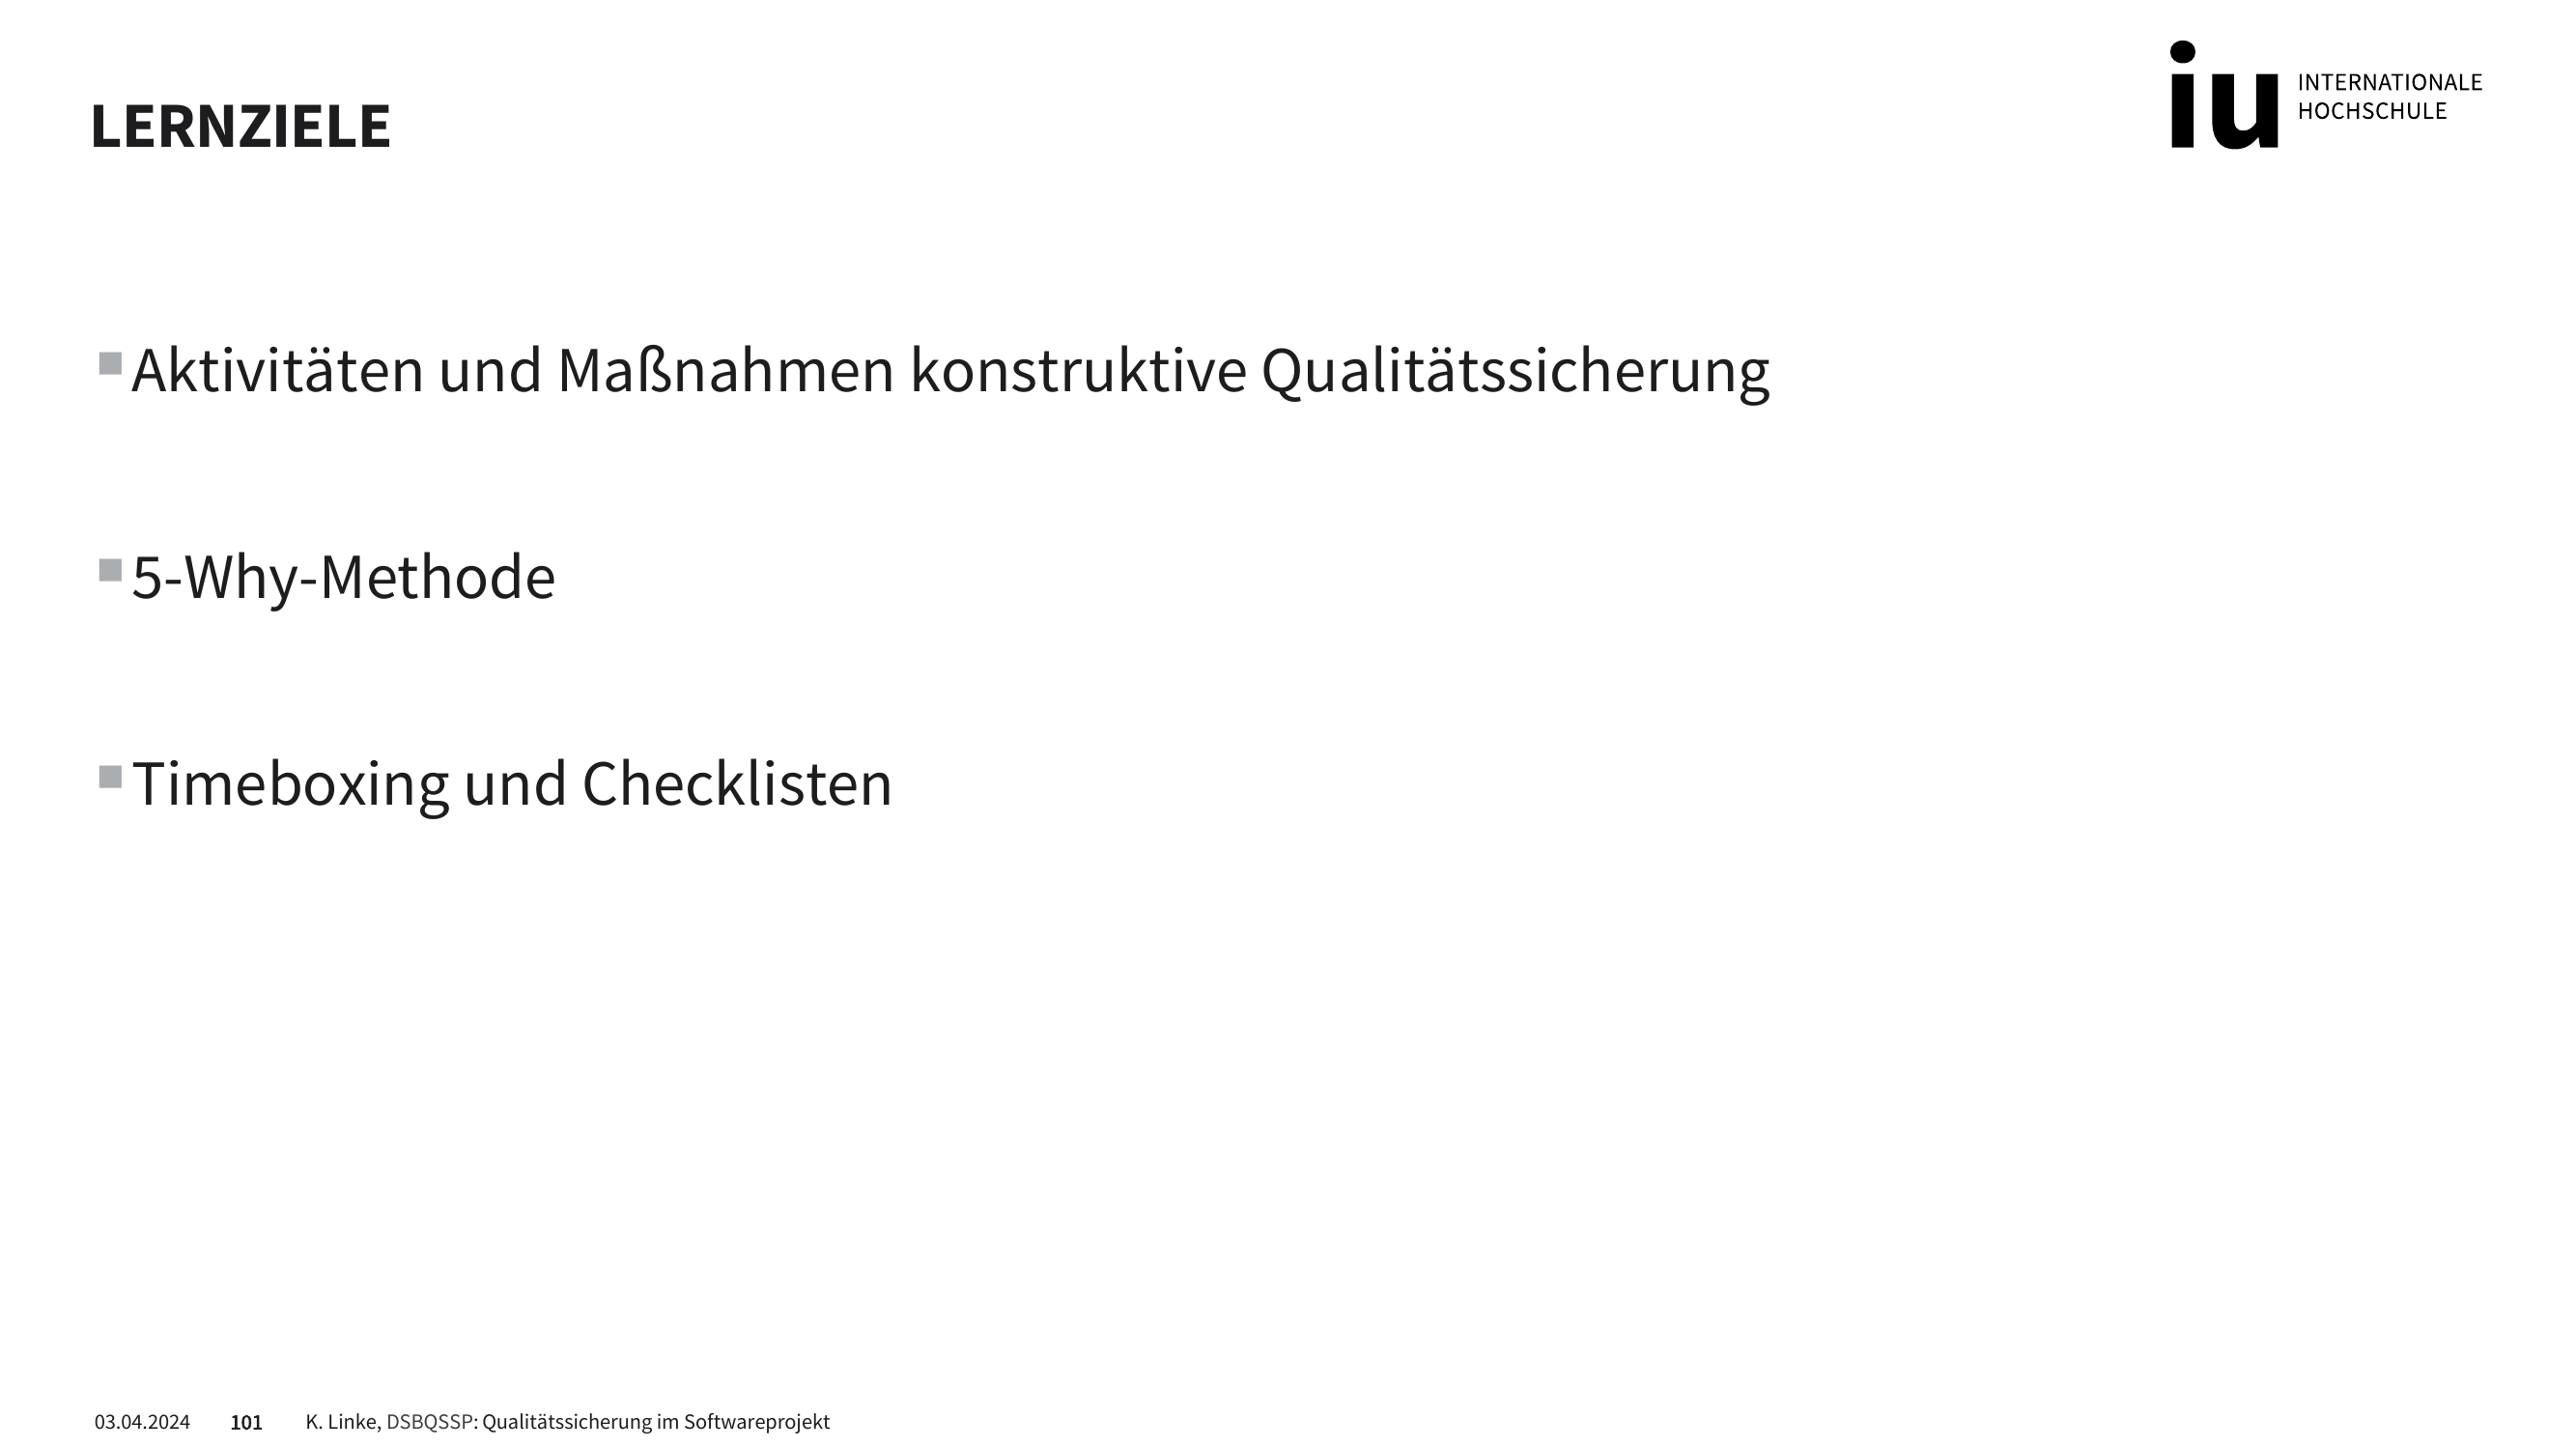 LERNZIELE
iu INTERNATIONALE
HOCHSCHULE
Aktivitäten und Maßnahmen konstruktive Qualitätssicherung
5-Why-Methode
Timeboxing und Checklisten
03.04.2024 101 K. Linke, DSBQSSP: Qualitätssicherung im Softwareprojekt